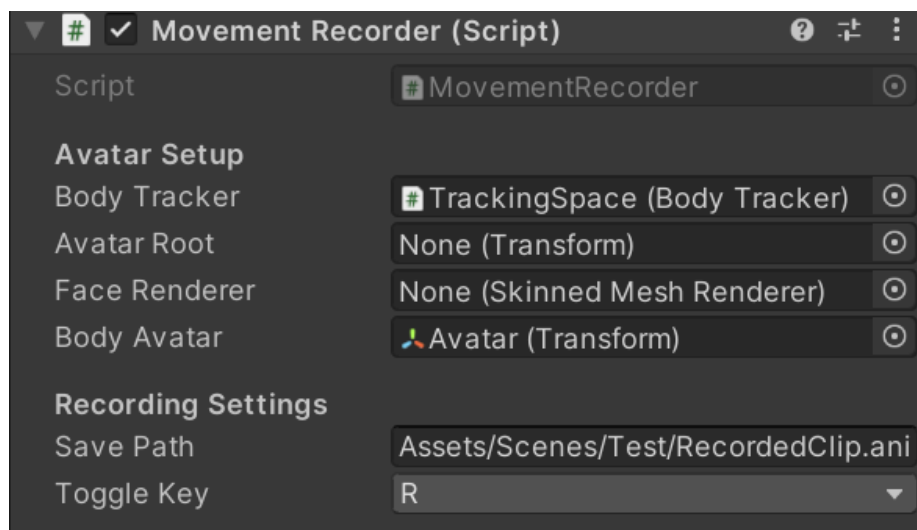 Movement Recorder (Script)
Script # MovementRecorder
Avatar Setup
Body Tracker # TrackingSpace (Body Tracker)
Avatar Root None (Transform)
Face Renderer None (Skinned Mesh Renderer)
Body Avatar Avatar (Transform)
Recording Settings
Save Path Assets/Scenes/Test/RecordedClip.ani
Toggle Key R